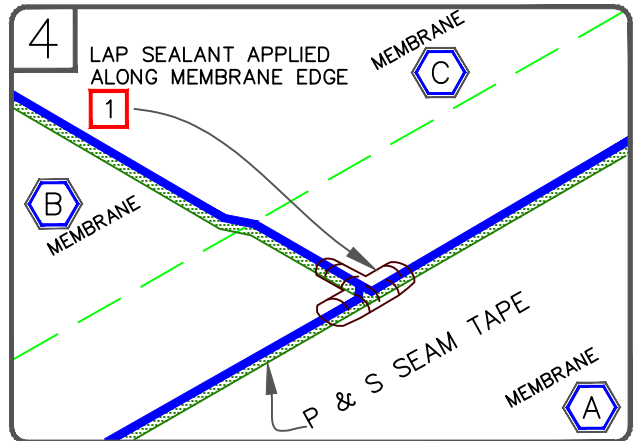 4
LAP SEALANT APPLIED
ALONG MEMBRANE EDGE
1
MEMBRANE
C
B
MEMBRANE
P & S SEAM TAPE
MEMBRANE
A